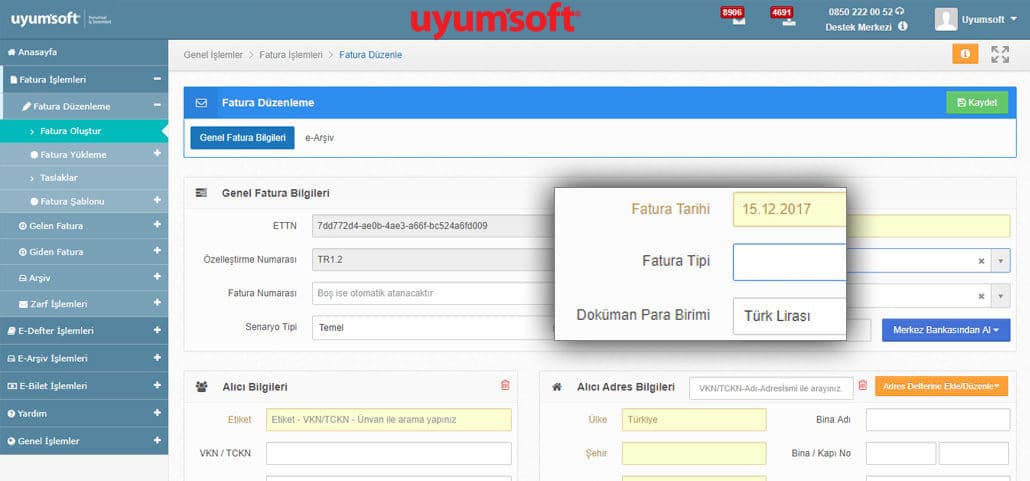 uyumsoft Kurumsal e-İşlemleri
uyumsoft
8906
4691
0850 222 00 52
Destek Merkezi
Uyumsoft
Anasayfa
Fatura İşlemleri
Fatura Düzenleme
Fatura Oluştur
Fatura Yükleme
Taslaklar
Fatura Şablonu
Gelen Fatura
Giden Fatura
Arşiv
Zarf İşlemleri
E-Defter İşlemleri
E-Arşiv İşlemleri
E-Bilet İşlemleri
Yardım
Genel İşlemler
Genel İşlemler > Fatura İşlemleri > Fatura Düzenle
Fatura Düzenleme
Kaydet
Genel Fatura Bilgileri e-Arşiv
Genel Fatura Bilgileri
ETTN 7dd772d4-ae0b-4ae3-a66f-bc524a6fd009
Özelleştirme Numarası TR1.2
Fatura Numarası Boş ise otomatik atanacaktır
Senaryo Tipi Temel
Fatura Tarihi 15.12.2017
Fatura Tipi
Doküman Para Birimi Türk Lirası
Merkez Bankasından Al
Alıcı Bilgileri
Etiket Etiket - VKN/TCKN - Ünvan ile arama yapınız
VKN / TCKN
Alıcı Adres Bilgileri VKN/TCKN-Adı-Adresİsmi ile arayınız. Adres Defterine Ekle/Düzenle
Ülke Türkiye Bina Adı
Şehir Bina / Kapı No